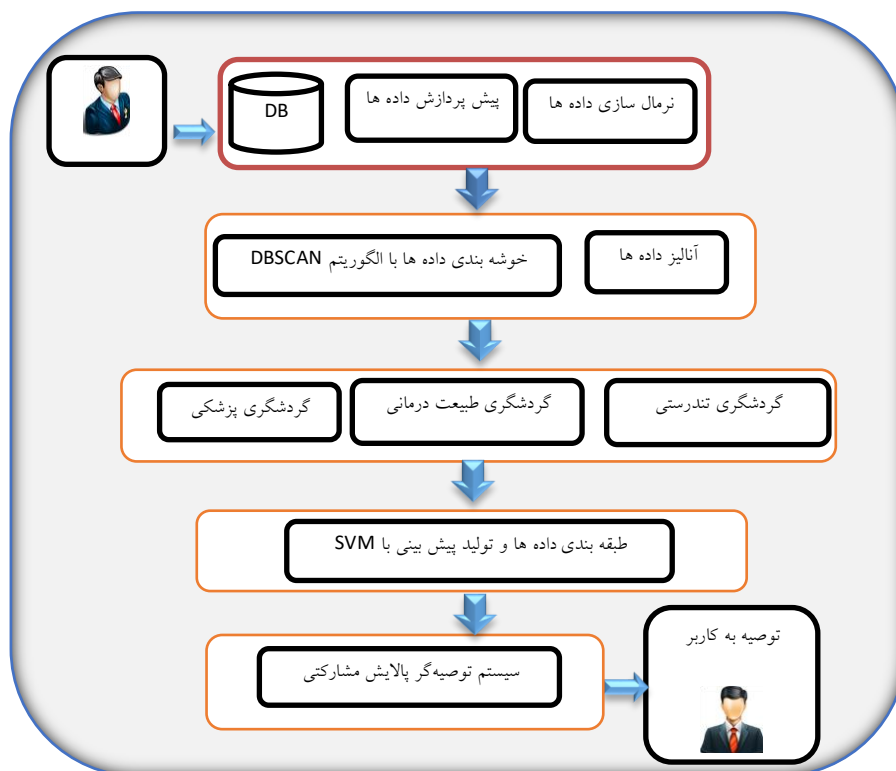 نرمال سازی داده ها
پیش پردازش داده ها
DB
آنالیز داده ها
خوشه بندی داده ها با الگوریتم DBSCAN
گردشگری تندرستی
گردشگری طبیعت درمانی
گردشگری پزشکی
طبقه بندی داده ها و تولید پیش بینی با SVM
سیستم توصیه‌گر پالایش مشارکتی
توصیه به کاربر